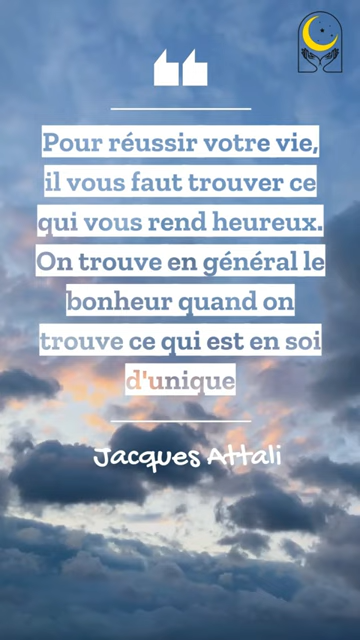 ❝
Pour réussir votre vie,
il vous faut trouver ce
qui vous rend heureux.
On trouve en général le
bonheur quand on
trouve ce qui est en soi
d'unique
Jacques Attali